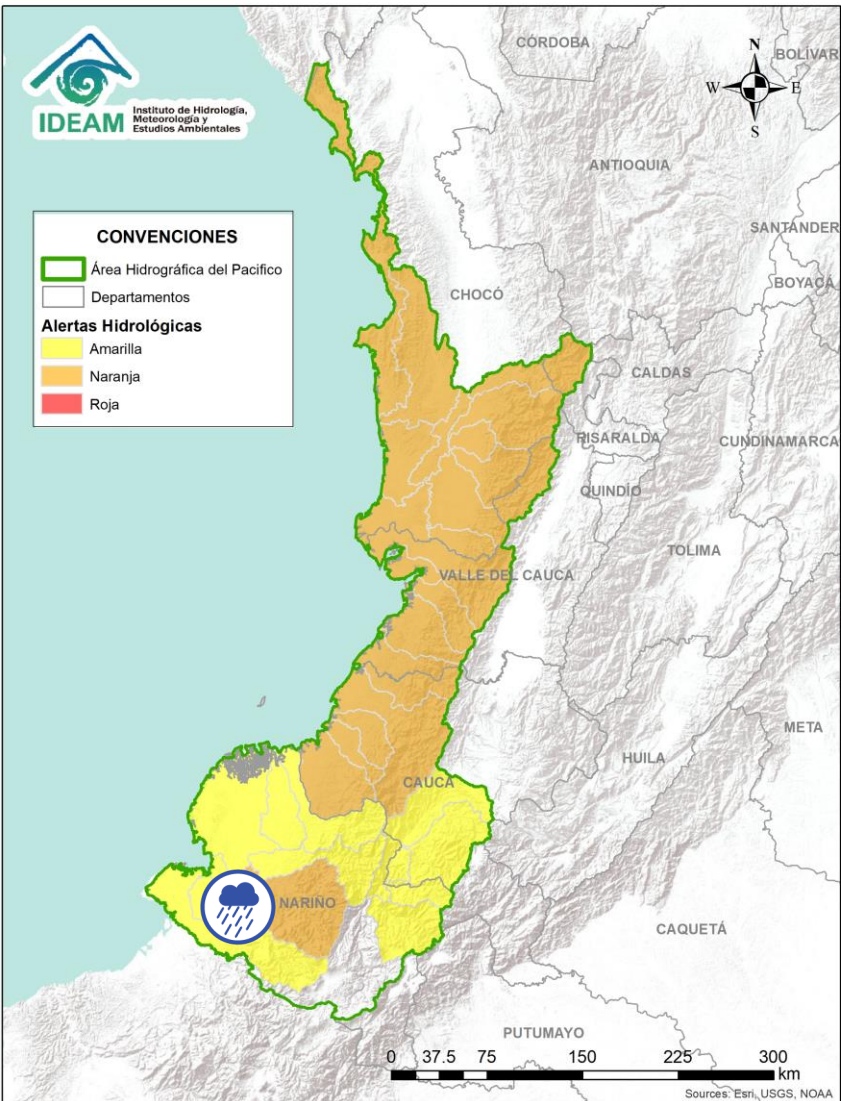 IDEAM
Instituto de Hidrología,
Meteorología y
Estudios Ambientales
N
W
E
S
CÓRDOBA
BOLÍVAR
ANTIOQUIA
SANTANDER
BOYACÁ
CHOCÓ
CONVENCIONES
Área Hidrográfica del Pacifico
Departamentos
Alertas Hidrológicas
Amarilla
Naranja
Roja
CALDAS
RISARALDA
CUNDINAMARCA
QUINDÍO
TOLIMA
VALLE DEL CAUCA
META
HUILA
CAUCA
NARIÑO
CAQUETÁ
PUTUMAYO
0 37.5 75 150 225 300
km
Sources: Esri, USGS, NOAA